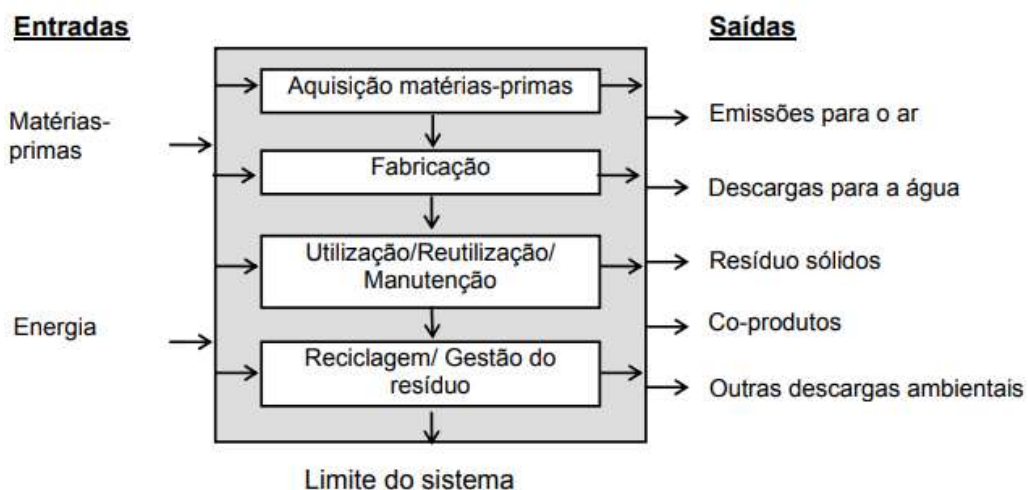 Entradas
Saídas
Matérias-
primas
Energia
Aquisição matérias-primas
Fabricação
Utilização/Reutilização/
Manutenção
Reciclagem/ Gestão do
resíduo
Emissões para o ar
Descargas para a água
Resíduo sólidos
Co-produtos
Outras descargas ambientais
Limite do sistema